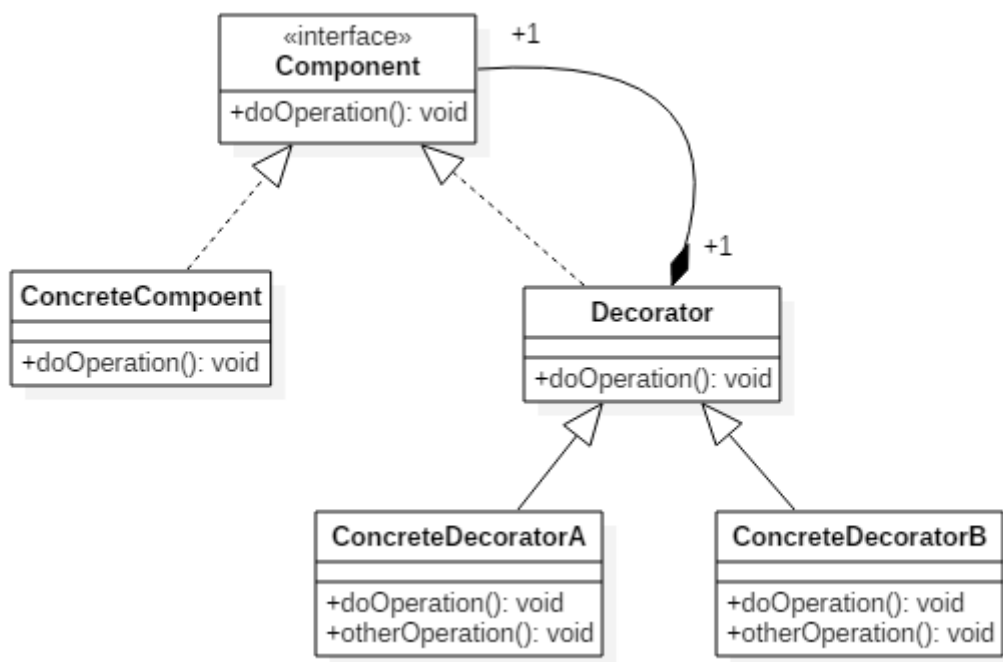 «interface»
Component
+doOperation(): void
+1
+1
ConcreteCompoent
+doOperation(): void
Decorator
+doOperation(): void
ConcreteDecoratorA
+doOperation(): void
+otherOperation(): void
ConcreteDecoratorB
+doOperation(): void
+otherOperation(): void